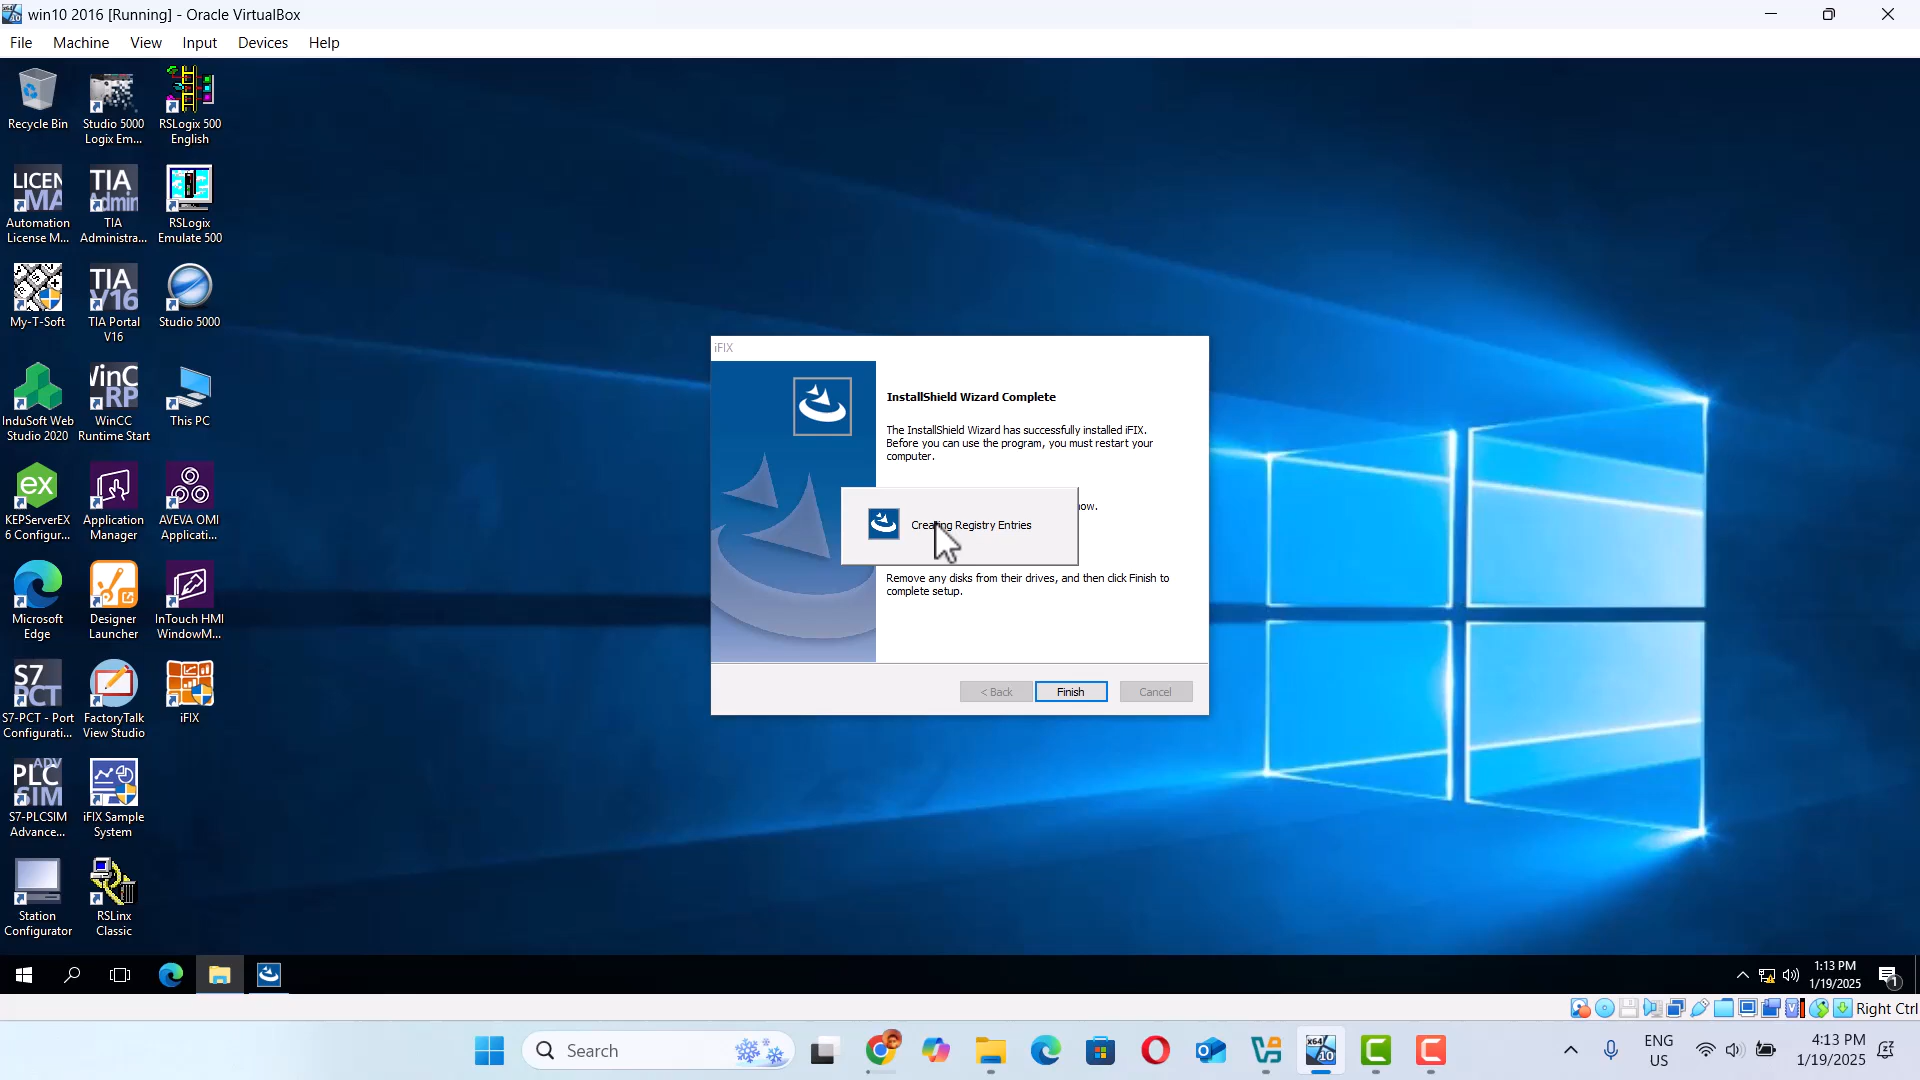 win10 2016 [Running] - Oracle VirtualBox
File Machine View Input Devices Help
Recycle Bin
Studio 5000
Logix Em...
RSLogix 500
English
Automation
License M...
TIA
Administra...
RSLogix
Emulate 500
My-T-Soft
TIA Portal
V16
Studio 5000
InduSoft Web
Studio 2020
WinCC
Runtime Start
This PC
KEPServerEX
6 Configur...
Application
Manager
AVEVA OMI
Applicati...
Microsoft
Edge
Designer
Launcher
InTouch HMI
WindowM...
S7-PCT - Port
Configurati...
FactoryTalk
View Studio
iFIX
S7-PLCSIM
Advance...
iFIX Sample
System
Station
Configurator
RSLinx
Classic
iFIX
InstallShield Wizard Complete
The InstallShield Wizard has successfully installed iFIX.
Before you can use the program, you must restart your
computer.
now.
Creating Registry Entries
Remove any disks from their drives, and then click Finish to
complete setup.
< Back Finish Cancel
1:13 PM
1/19/2025
1
Right Ctrl
Search
ENG
US
4:13 PM
1/19/2025